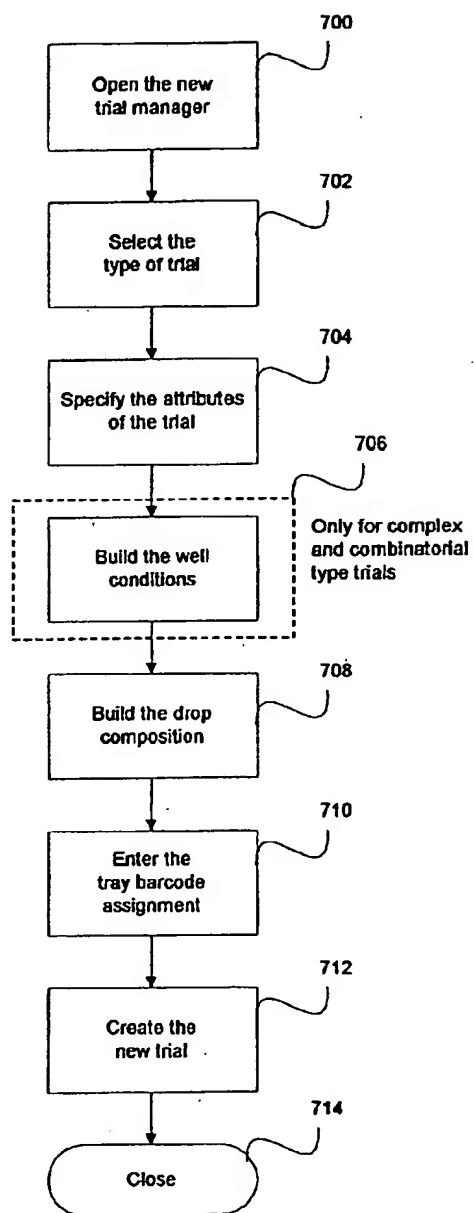 700
Open the new
trial manager
702
Select the
type of trial
704
Specify the attributes
of the trial
706
Only for complex
and combinatorial
type trials
Build the well
conditions
708
Build the drop
composition
710
Enter the
tray barcode
assignment
712
Create the
new trial
714
Close